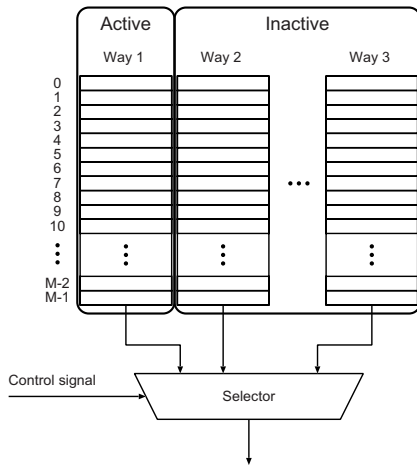 Active Inactive
Way 1 Way 2 Way 3
0
1
2
3
4
5
6
7
8
9
10
M-2
M-1
Control signal
Selector